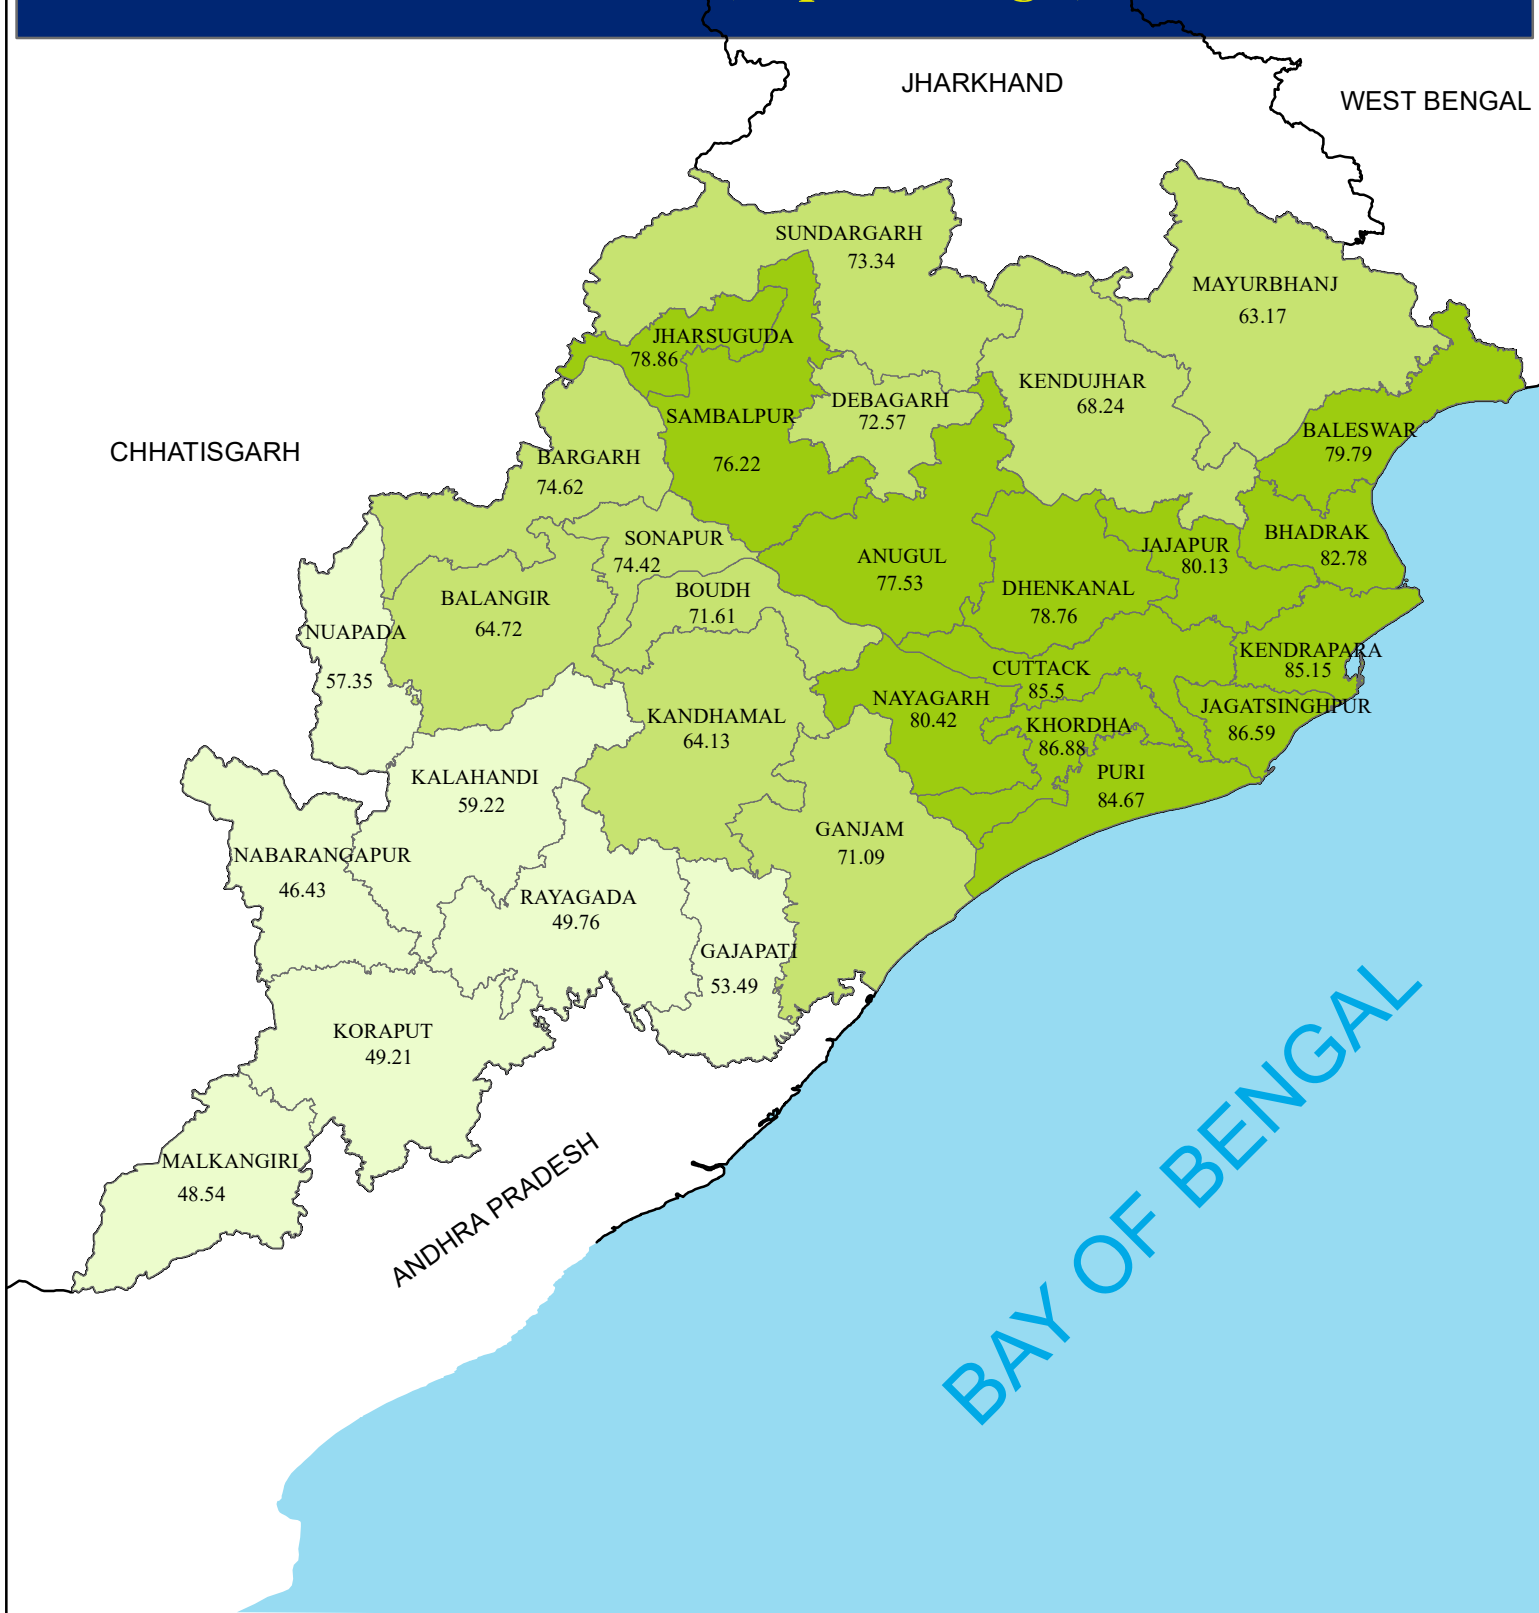 JHARKHAND
WEST BENGAL
SUNDARGARH
73.34
MAYURBHANJ
63.17
JHARSUGUDA
78.86
KENDUJHAR
68.24
DEBAGARH
72.57
SAMBALPUR
76.22
BALESWAR
79.79
CHHATISGARH
BARGARH
74.62
SONAPUR
74.42
BHADRAK
82.78
JAJAPUR
80.13
ANUGUL
77.53
DHENKANAL
78.76
BOUDH
71.61
BALANGIR
64.72
NUAPADA
57.35
KENDRAPARA
85.15
CUTTACK
85.5
NAYAGARH
80.42
JAGATSINGHPUR
86.59
KANDHAMAL
64.13
KHORDHA
86.88
PURI
84.67
KALAHANDI
59.22
GANJAM
71.09
NABARANGAPUR
46.43
RAYAGADA
49.76
GAJAPATI
53.49
KORAPUT
49.21
MALKANGIRI
48.54
ANDHRA PRADESH
BAY OF BENGAL